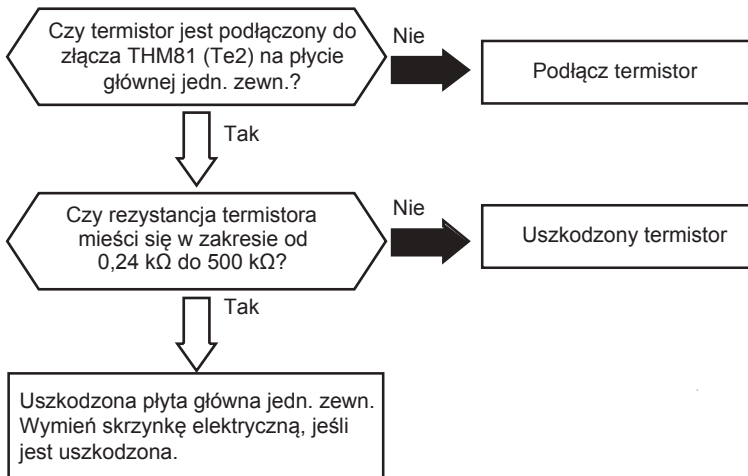 Czy termistor jest podłączony do
złącza THM81 (Te2) na płycie
głównej jedn. zewn.?
Nie
Podłącz termistor
Tak
Czy rezystancja termistora
mieści się w zakresie od
0,24 kΩ do 500 kΩ?
Nie
Uszkodzony termistor
Tak
Uszkodzona płyta główna jedn. zewn.
Wymień skrzynkę elektryczną, jeśli
jest uszkodzona.